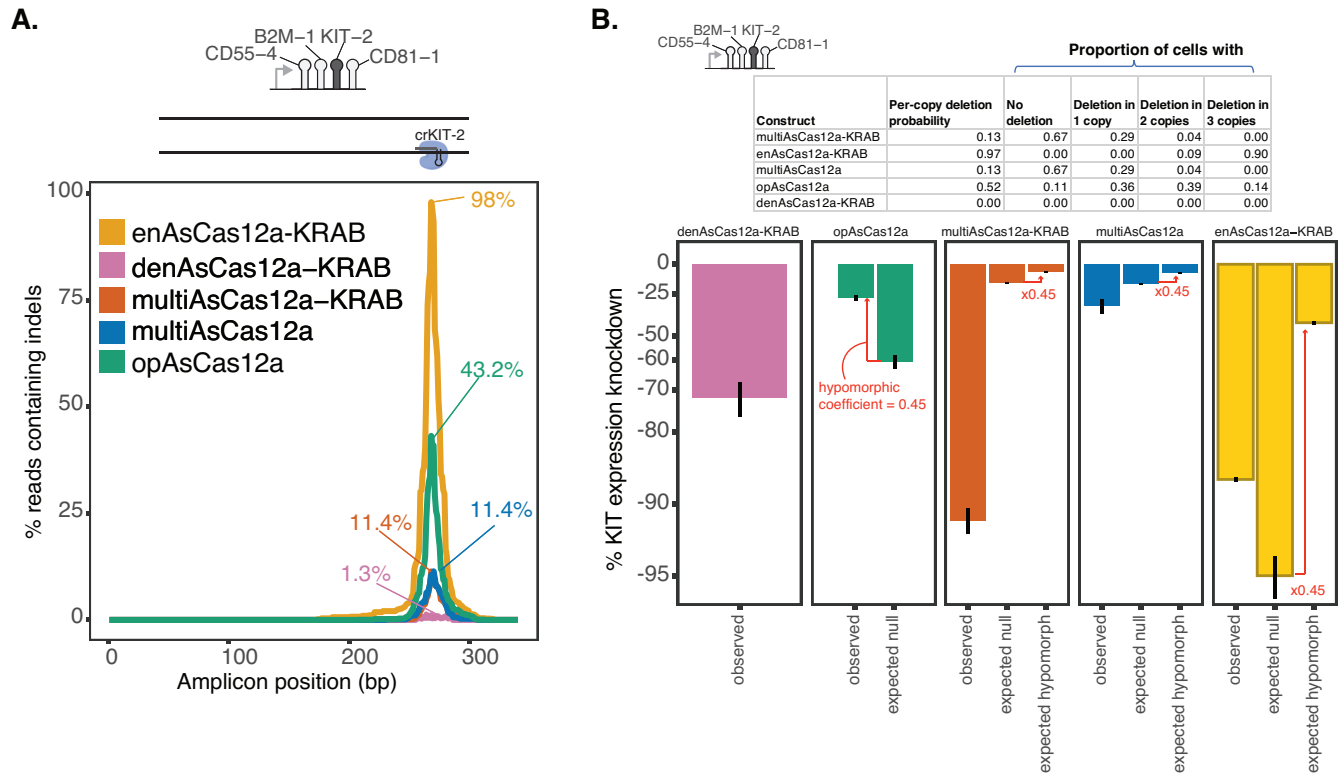 A.
B2M−1 KIT−2
CD55−4
CD81−1
crKIT-2
100
75
50
25
0
% reads containing indels
98%
enAsCas12a-KRAB
denAsCas12a−KRAB
multiAsCas12a−KRAB
multiAsCas12a
opAsCas12a
43.2%
11.4%
11.4%
1.3%
0
100
200
300
Amplicon position (bp)
B.
B2M−1 KIT−2
CD55−4
CD81−1
Proportion of cells with
Construct
Per-copy deletion probability
No deletion
Deletion in 1 copy
Deletion in 2 copies
Deletion in 3 copies
multiAsCas12a-KRAB 0.13 0.67 0.29 0.04 0.00
enAsCas12a-KRAB 0.97 0.00 0.00 0.09 0.90
multiAsCas12a 0.13 0.67 0.29 0.04 0.00
opAsCas12a 0.52 0.11 0.36 0.39 0.14
denAsCas12a-KRAB 0.00 0.00 0.00 0.00 0.00
denAsCas12a-KRAB
opAsCas12a
multiAsCas12a-KRAB
multiAsCas12a
enAsCas12a−KRAB
% KIT expression knockdown
0
-25
-50
-60
-70
-80
-90
-95
hypomorphic
coefficient = 0.45
x0.45
x0.45
x0.45
observed
observed
expected null
observed
expected null
expected hypomorph
observed
expected null
expected hypomorph
observed
expected null
expected hypomorph